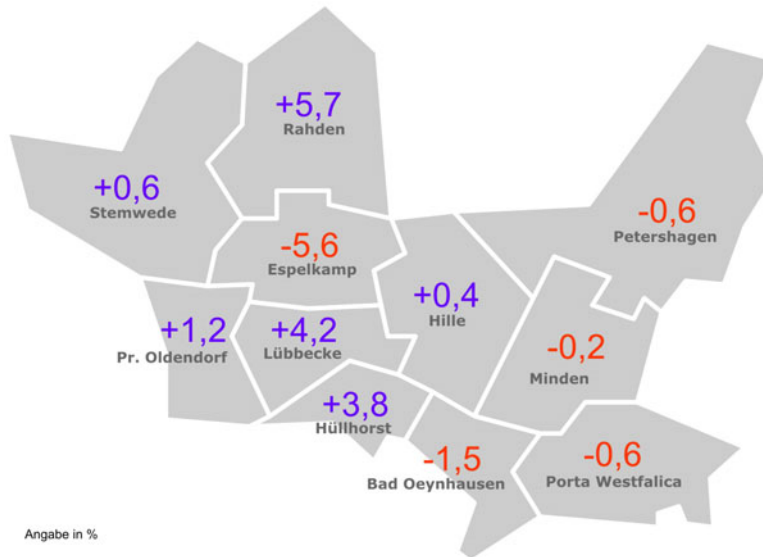 +5,7
Rahden
+0,6
Stemwede
-0,6
Petershagen
-5,6
Espelkamp
+0,4
Hille
+1,2
Pr. Oldendorf
+4,2
Lübbecke
-0,2
Minden
+3,8
Hüllhorst
-1,5
Bad Oeynhausen
-0,6
Porta Westfalica
Angabe in %